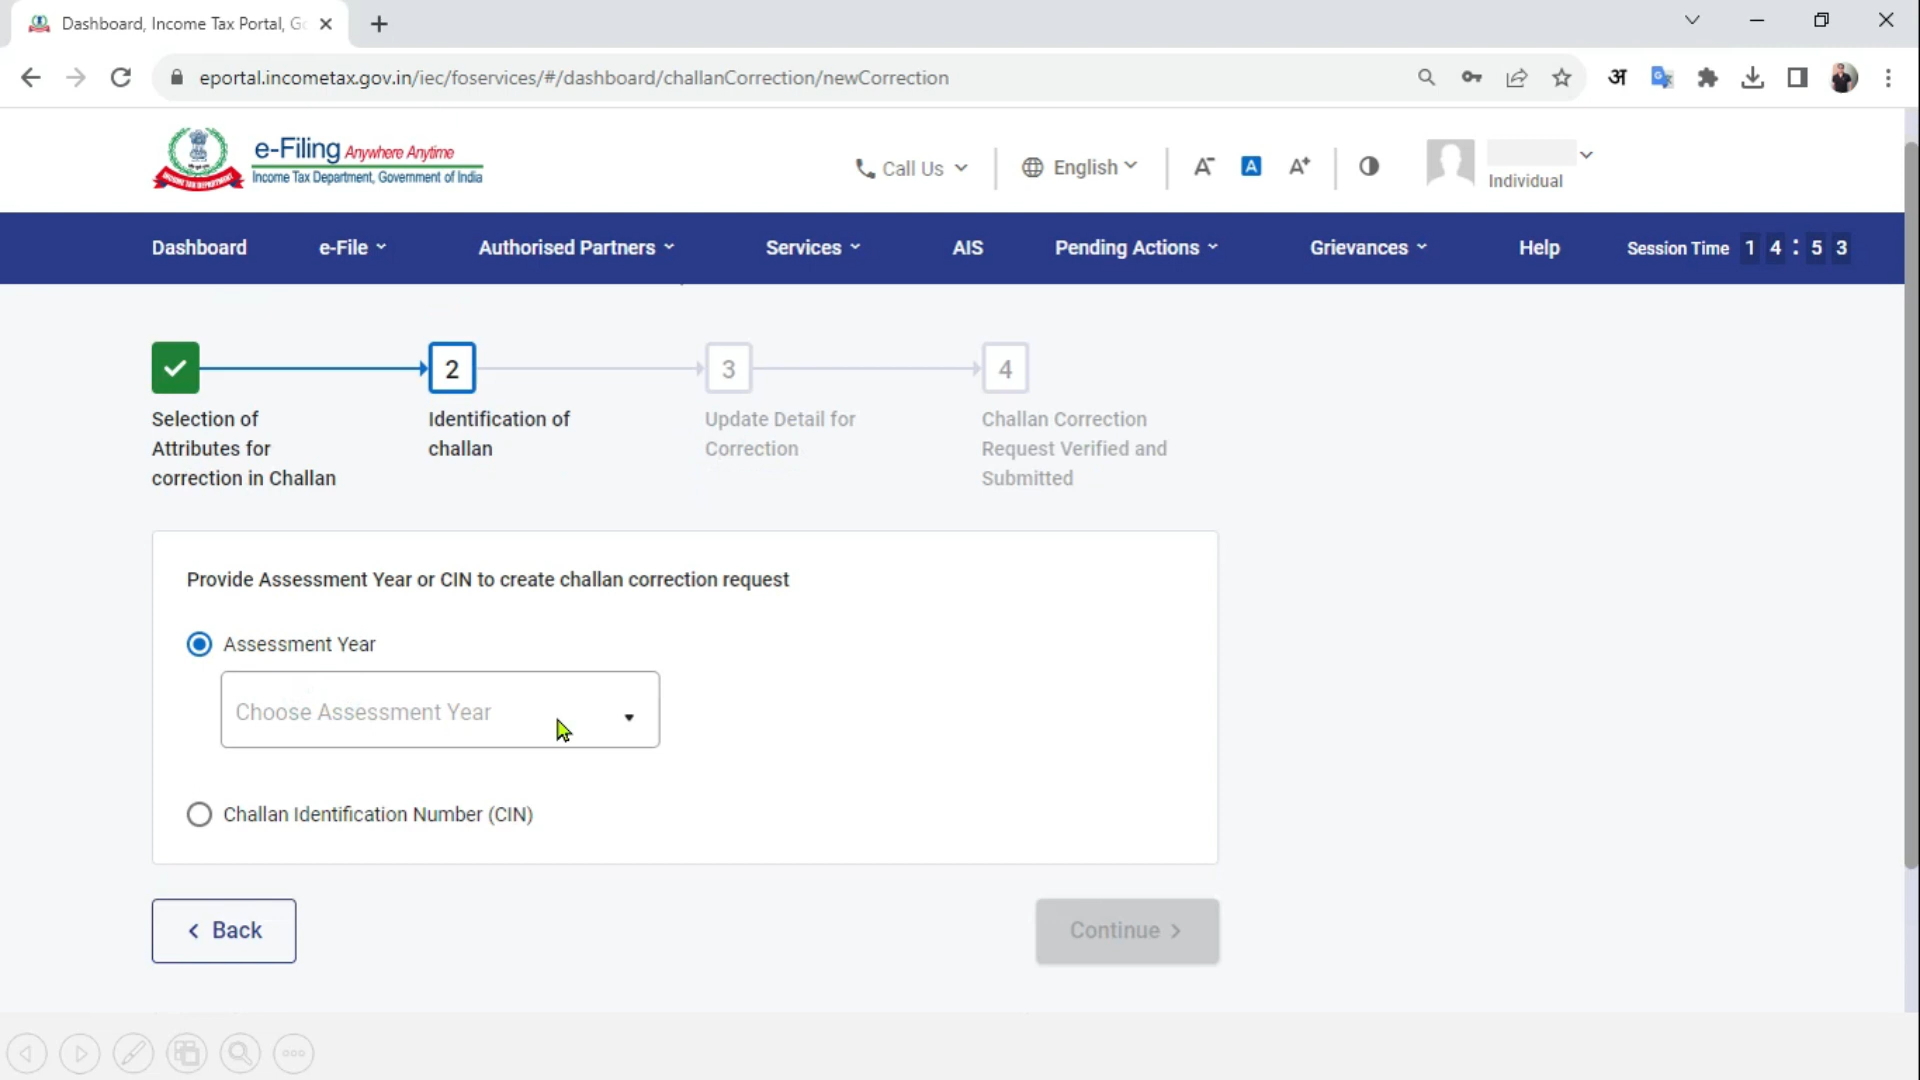 Dashboard, Income Tax Portal, G
eportal.incometax.gov.in/iec/foservices/#/dashboard/challanCorrection/newCorrection
अ
e-Filing Anywhere Anytime
Income Tax Department, Government of India
INCOME TAX DEPARTMENT
Call Us
English
A-
A
A+
Individual
Dashboard
e-File
Authorised Partners
Services
AIS
Pending Actions
Grievances
Help
Session Time 1 4 : 5 3
2
3
4
Selection of
Attributes for
correction in Challan
Identification of
challan
Update Detail for
Correction
Challan Correction
Request Verified and
Submitted
Provide Assessment Year or CIN to create challan correction request
Assessment Year
Choose Assessment Year
Challan Identification Number (CIN)
< Back
Continue >